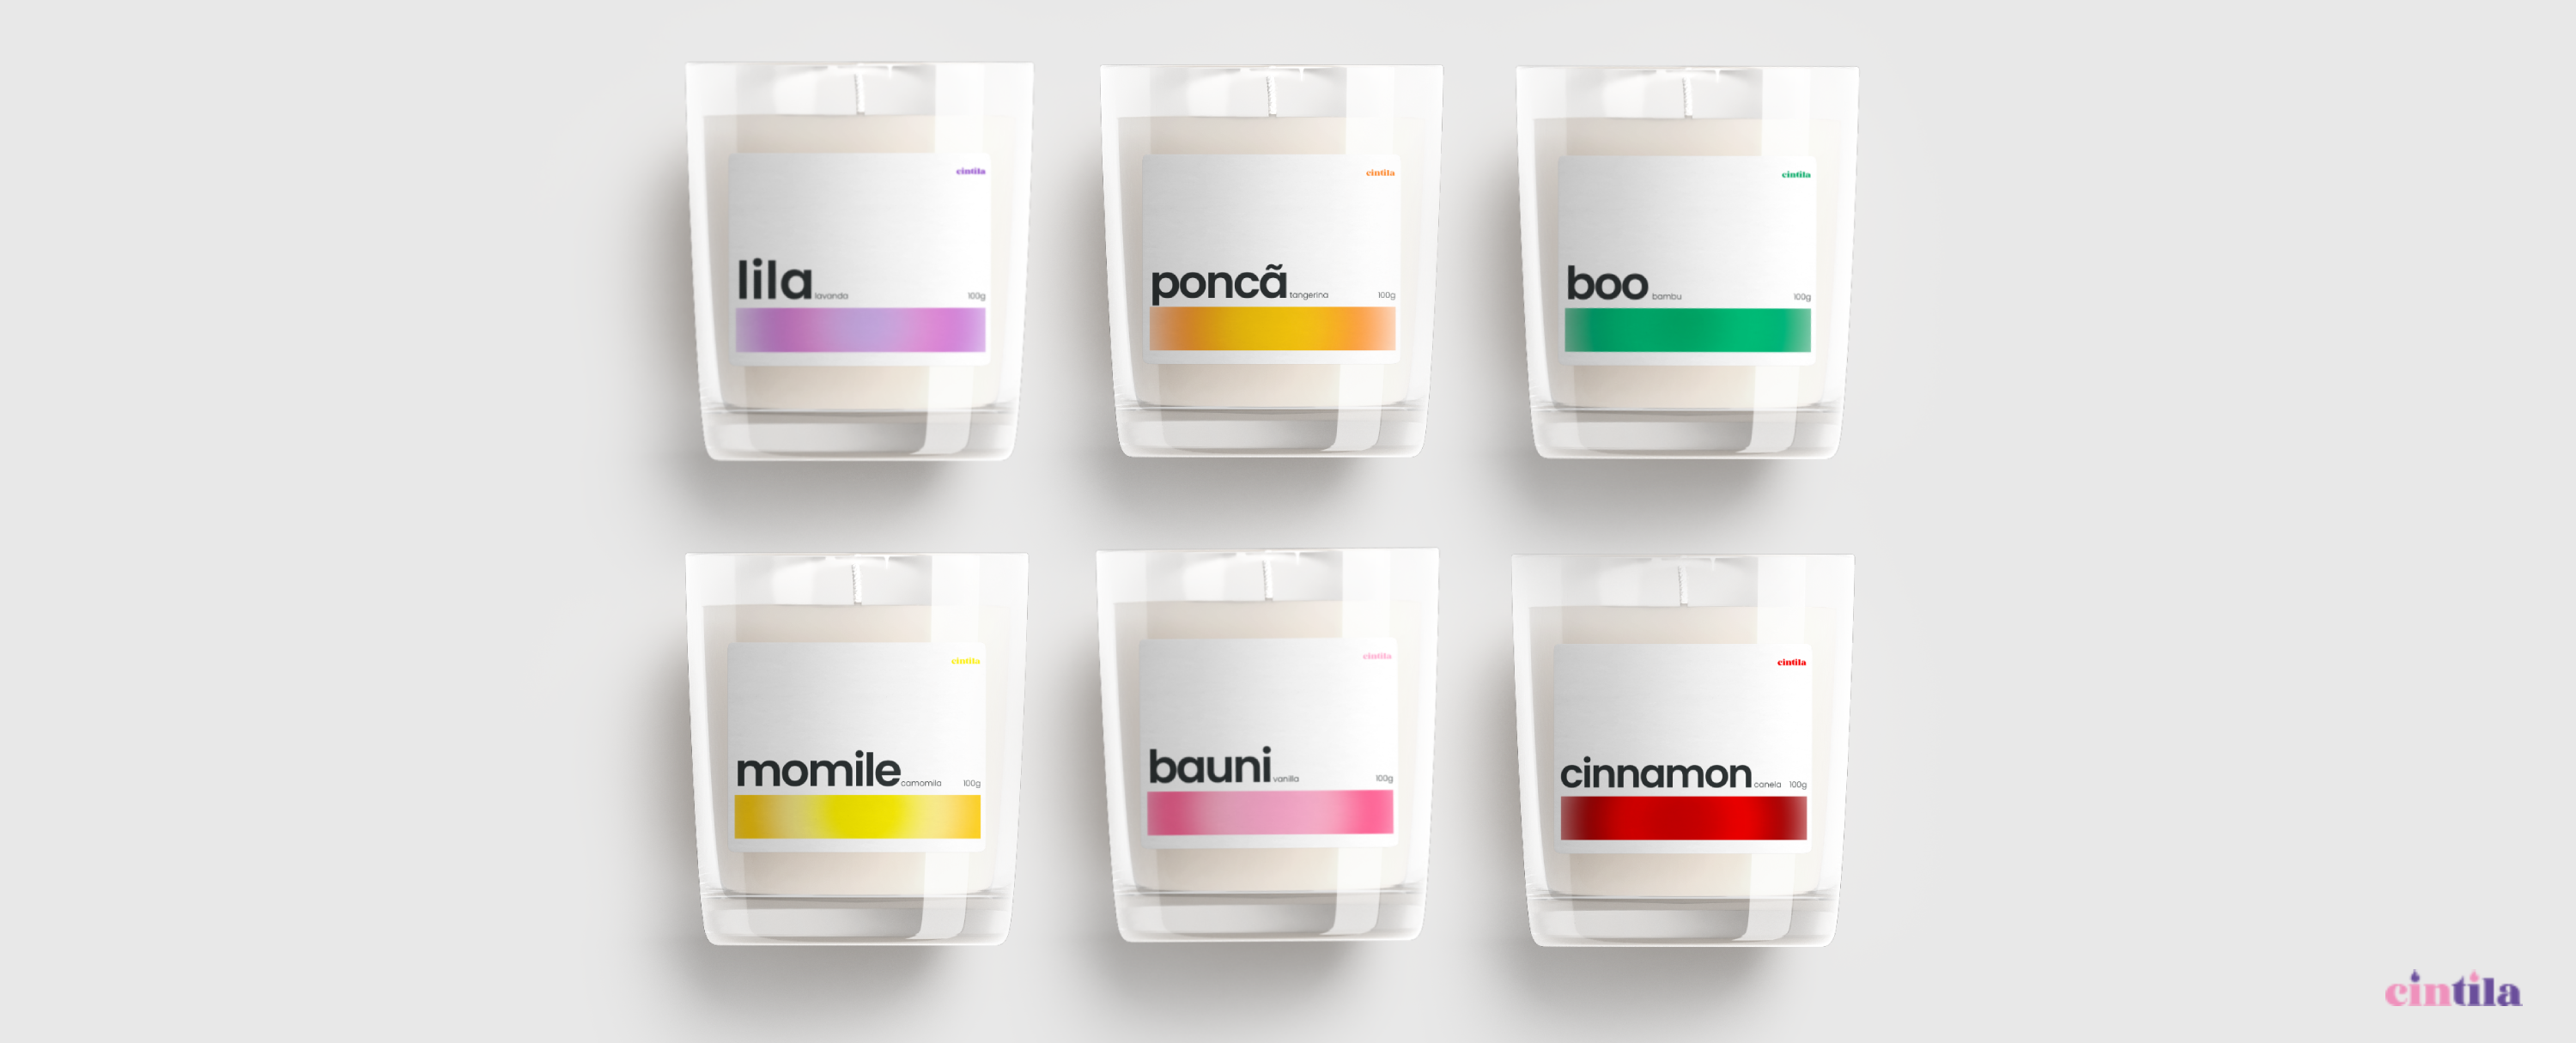 cintila
lila lavanda 100g
cintila
poncã tangerina 100g
cintila
boo bambu 100g
cintila
momile camomila 100g
cintila
bauni vanilla 100g
cintila
cinnamon canela 100g
cintila